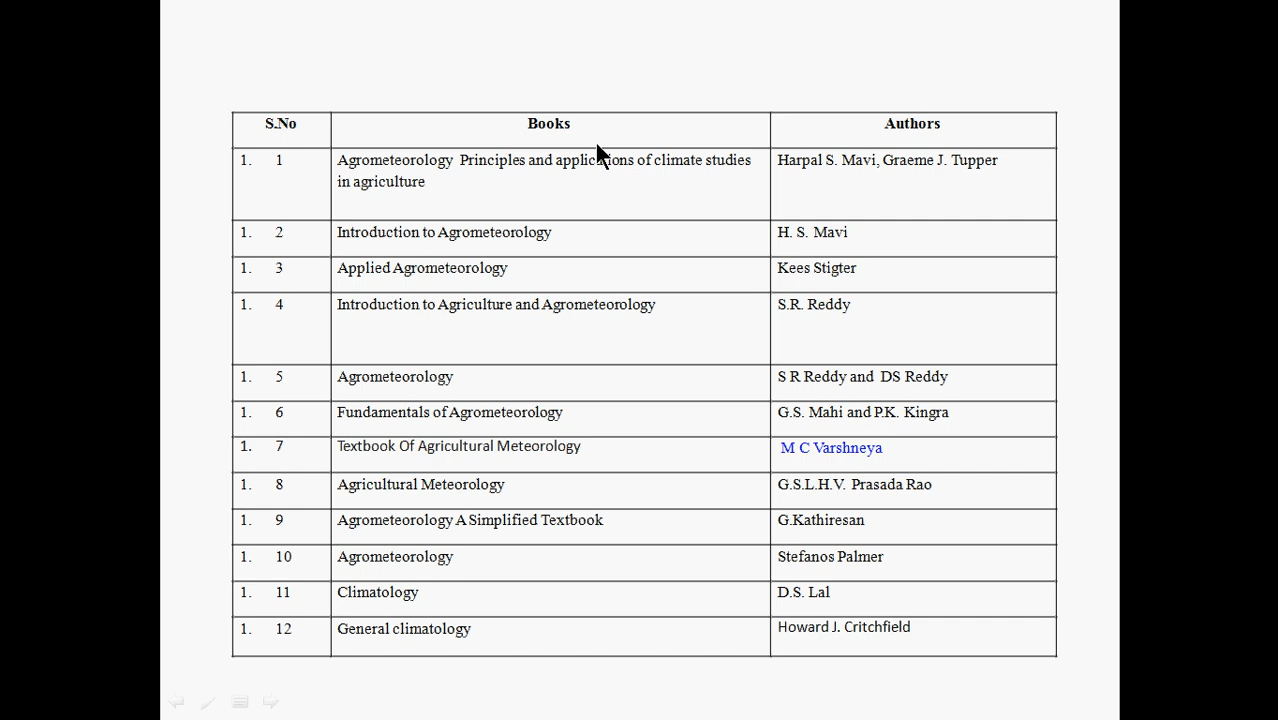 S.No Books Authors
1. 1 Agrometeorology Principles and applications of climate studies Harpal S. Mavi, Graeme J. Tupper
in agriculture
1. 2 Introduction to Agrometeorology H. S. Mavi
1. 3 Applied Agrometeorology Kees Stigter
1. 4 Introduction to Agriculture and Agrometeorology S.R. Reddy
1. 5 Agrometeorology S R Reddy and DS Reddy
1. 6 Fundamentals of Agrometeorology G.S. Mahi and P.K. Kingra
1. 7 Textbook Of Agricultural Meteorology M C Varshneya
1. 8 Agricultural Meteorology G.S.L.H.V. Prasada Rao
1. 9 Agrometeorology A Simplified Textbook G.Kathiresan
1. 10 Agrometeorology Stefanos Palmer
1. 11 Climatology D.S. Lal
1. 12 General climatology Howard J. Critchfield